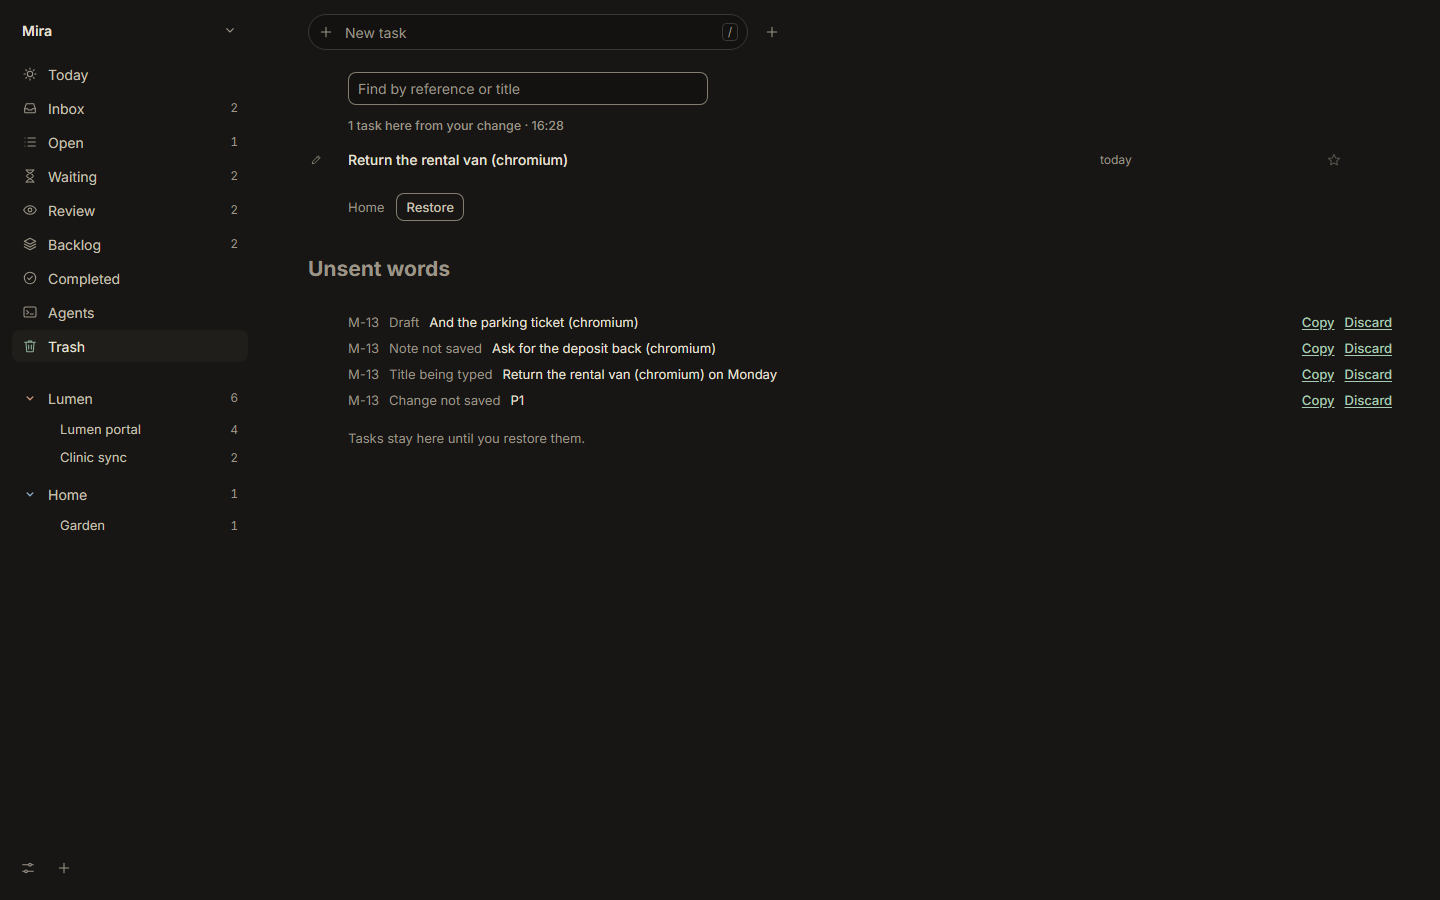 Mira
Today
Inbox 2
Open 1
Waiting 2
Review 2
Backlog 2
Completed
Agents
Trash
Lumen 6
Lumen portal 4
Clinic sync 2
Home 1
Garden 1
New task /
Find by reference or title
1 task here from your change · 16:28
Return the rental van (chromium) today
Home Restore
Unsent words
M-13 Draft And the parking ticket (chromium) Copy Discard
M-13 Note not saved Ask for the deposit back (chromium) Copy Discard
M-13 Title being typed Return the rental van (chromium) on Monday Copy Discard
M-13 Change not saved P1 Copy Discard
Tasks stay here until you restore them.